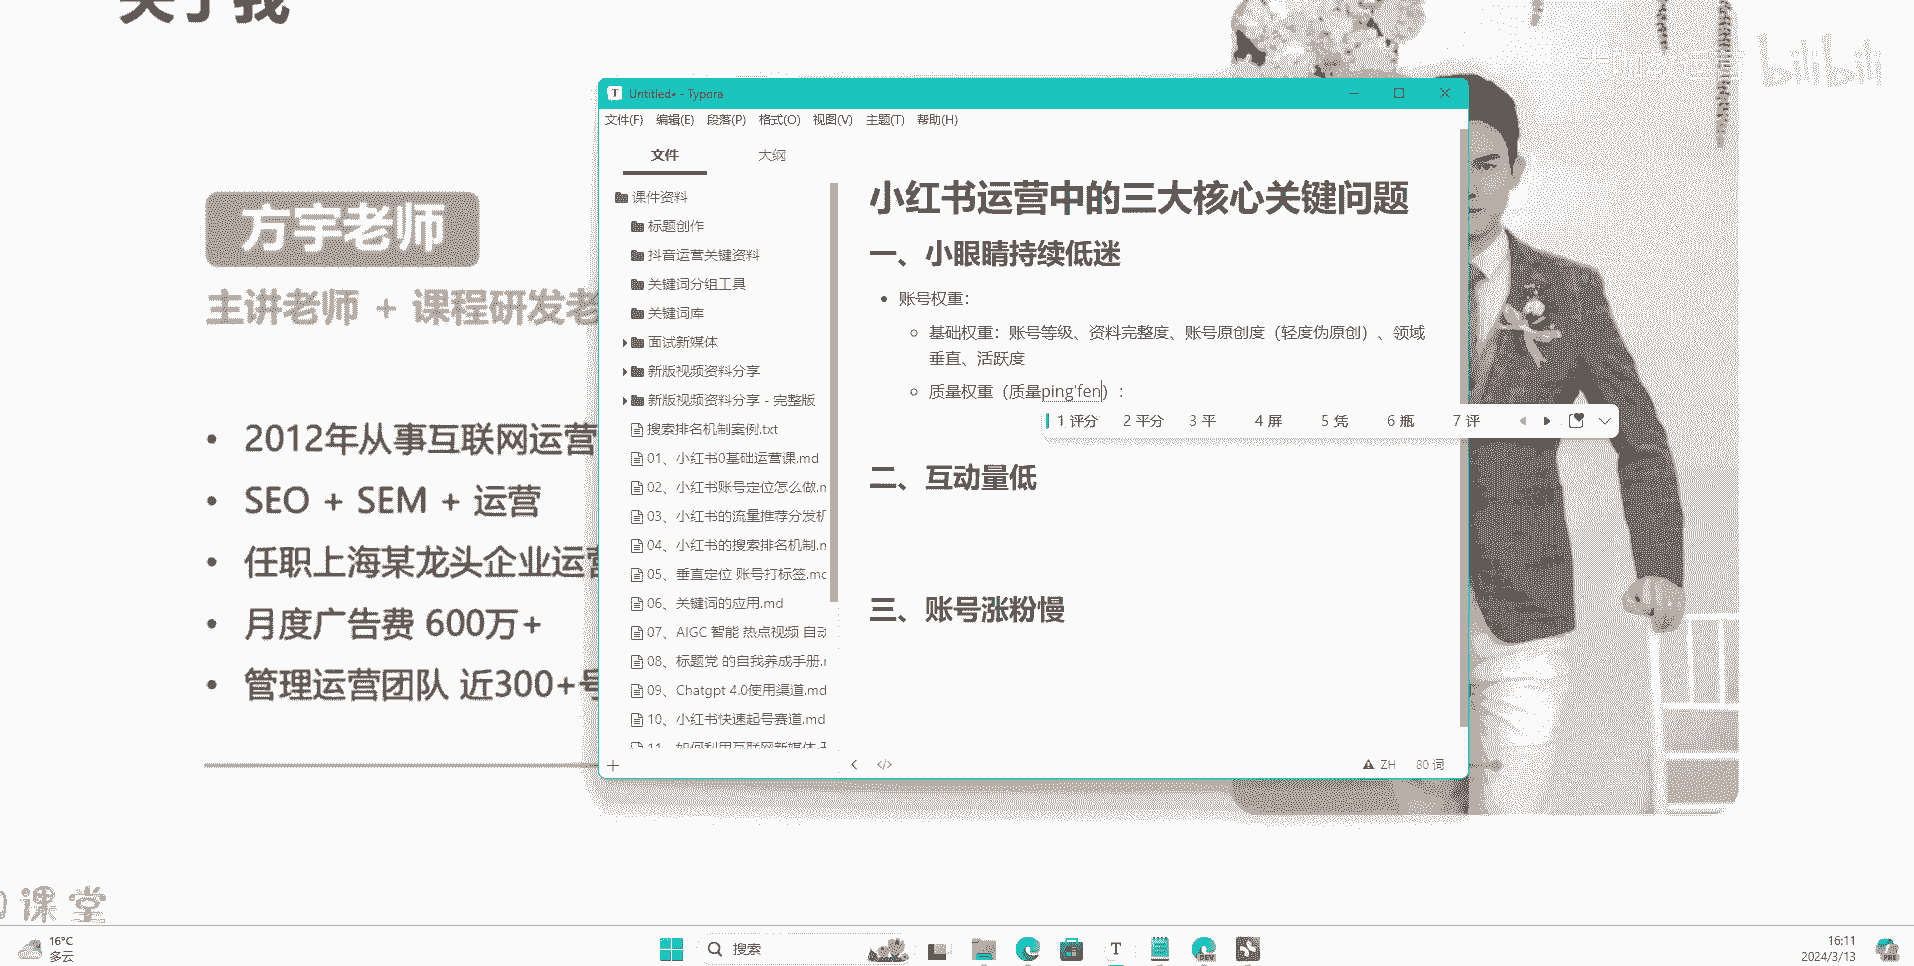 关于我
bilibili
方宇老师
主讲老师 + 课程研发老
• 2012年从事互联网运营
• SEO + SEM + 运营
• 任职上海某龙头企业运营
• 月度广告费 600万+
• 管理运营团队 近300+号
Untitled• - Typora
文件(F) 编辑(E) 段落(P) 格式(O) 视图(V) 主题(T) 帮助(H)
文件 大纲
课件资料
标题创作
抖音运营关键资料
关键词分组工具
关键词库
面试新媒体
新版视频资料分享
新版视频资料分享 - 完整版
搜索排名机制案例.txt
01、小红书0基础运营课.md
02、小红书账号定位怎么做.m
03、小红书的流量推荐分发机
04、小红书的搜索排名机制.m
05、垂直定位 账号打标签.md
06、关键词的应用.md
07、AIGC 智能 热点视频 自动
08、标题党 的自我养成手册.m
09、Chatgpt 4.0使用渠道.md
10、小红书快速起号赛道.md
11、如何利用互联网新媒体
小红书运营中的三大核心关键问题
一、小眼睛持续低迷
• 账号权重：
基础权重：账号等级、资料完整度、账号原创度（轻度伪原创）、领域
垂直、活跃度
质量权重（质量ping'fen）：
1 评分 2 平分 3 平 4 屏 5 凭 6 瓶 7 评
二、互动量低
三、账号涨粉慢
ZH 80 词
课堂
16°C
多云
搜索
16:11
2024/3/13